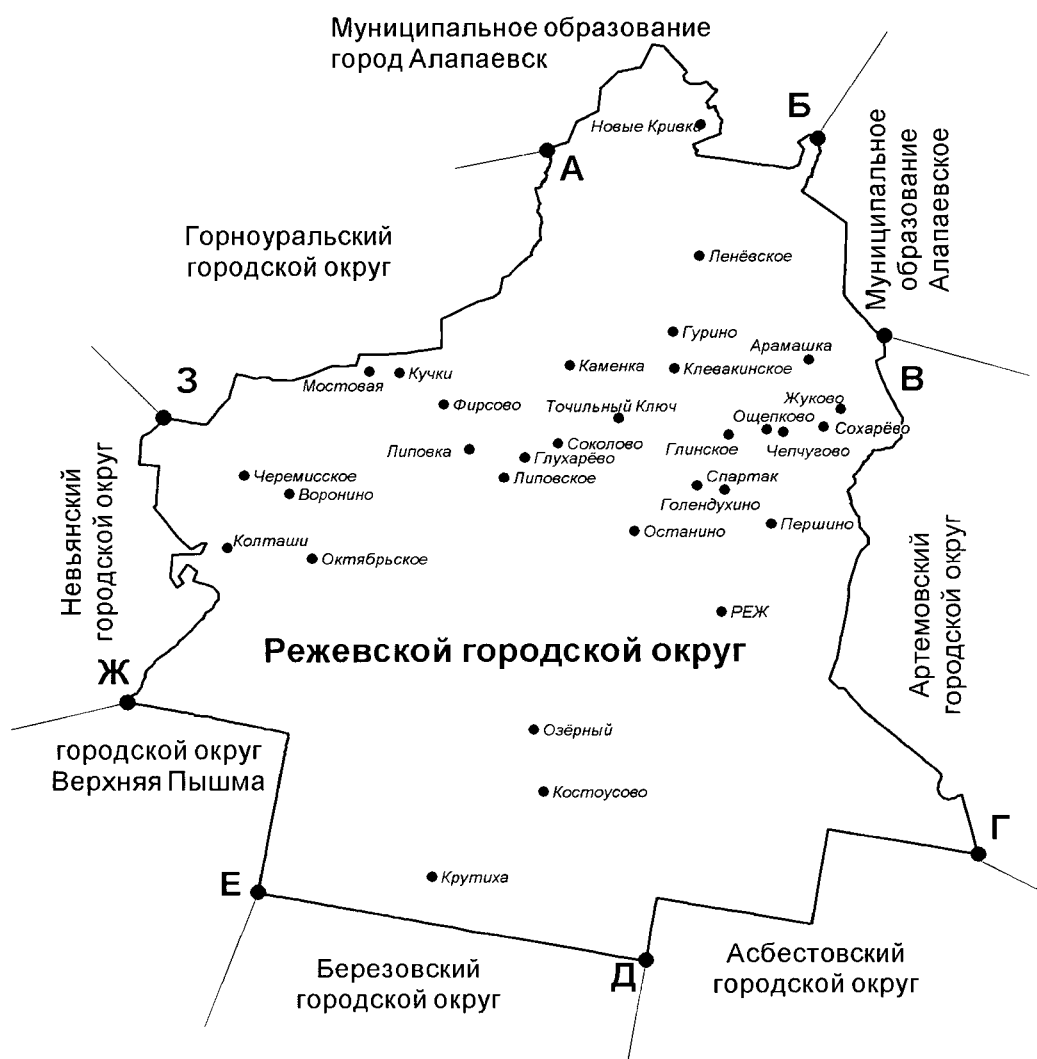 Муниципальное образование
город Алапаевск
Б
Новые Кривки
А
Муниципальное
образование
Алапаевское
Горноуральский
городской округ
Ленёвское
Гурино
Арамашка
Каменка
Клевакинское
В
З
Мостовая
Кучки
Фирсово
Точильный Ключ
Жуково
Ощепково
Сохарёво
Липовка
Соколово
Глинское
Чепчугово
Глухарёво
Черемисское
Липовское
Спартак
Воронино
Голендухино
Першино
Останино
Колташи
Октябрьское
Невьянский
городской округ
Артемовский
городской округ
РЕЖ
Режевской городской округ
Ж
Озёрный
городской округ
Верхняя Пышма
Костоусово
Г
Крутиха
Е
Д
Березовский
городской округ
Асбестовский
городской округ